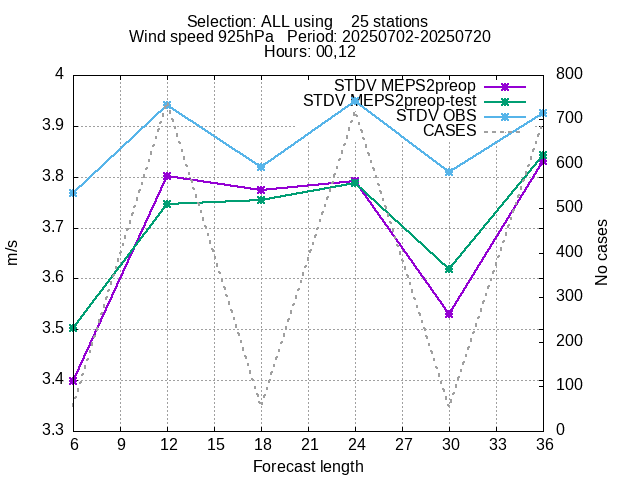 Selection: ALL using    25 stations
Wind speed 925hPa   Period: 20250702-20250720
Hours: 00,12
STDV MEPS2preop
STDV MEPS2preop-test
STDV OBS
CASES
4
3.9
3.8
3.7
3.6
3.5
3.4
3.3
800
700
600
500
400
300
200
100
0
m/s
No cases
6 9 12 15 18 21 24 27 30 33 36
Forecast length